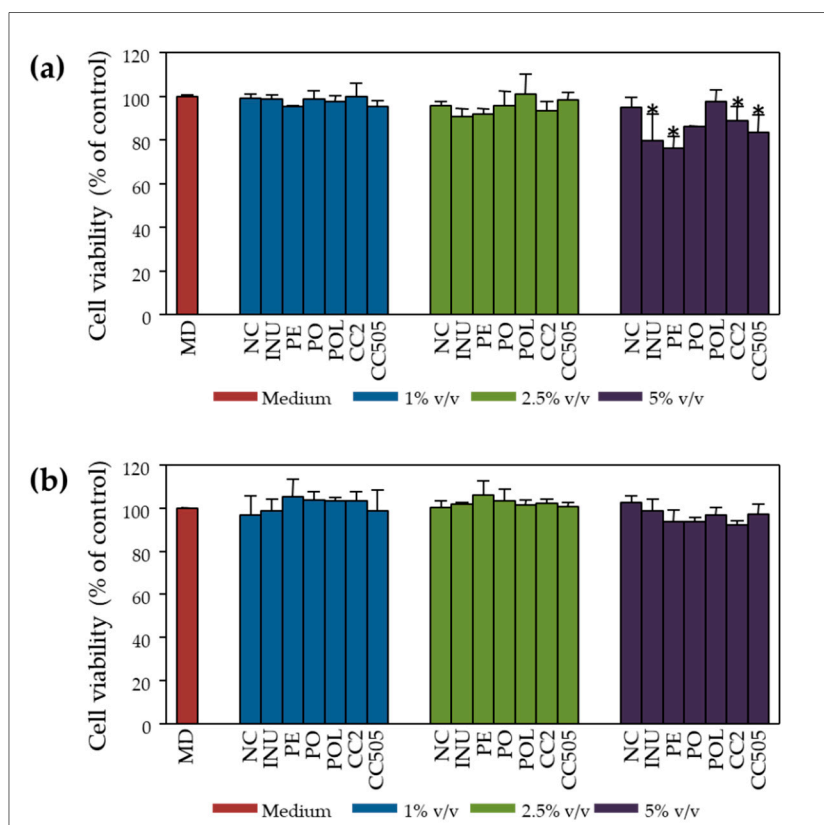 (a)
Cell viability (% of control)
120
100
80
60
40
20
0
* * * *
MD NC INU PE PO POL CC2 CC505 NC INU PE PO POL CC2 CC505 NC INU PE PO POL CC2 CC505
Medium 1% v/v 2.5% v/v 5% v/v
(b)
Cell viability (% of control)
120
100
80
60
40
20
0
MD NC INU PE PO POL CC2 CC505 NC INU PE PO POL CC2 CC505 NC INU PE PO POL CC2 CC505
Medium 1% v/v 2.5% v/v 5% v/v